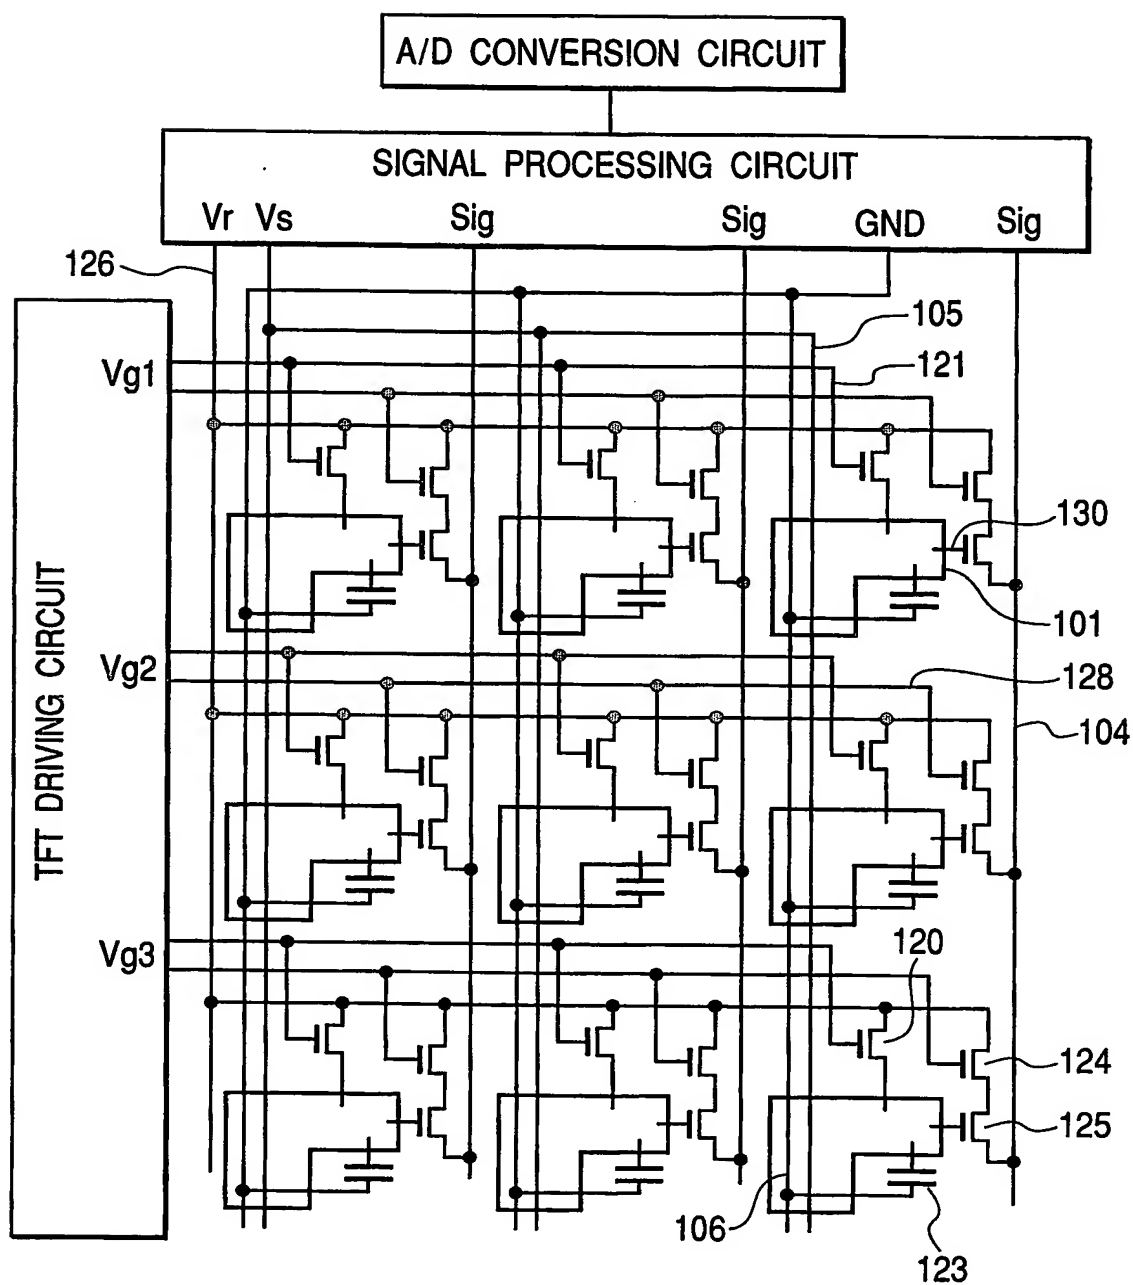 A/D CONVERSION CIRCUIT
SIGNAL PROCESSING CIRCUIT
Vr Vs Sig Sig GND Sig
126
105
Vg1
121
130
101
TFT DRIVING CIRCUIT
Vg2
128
104
Vg3
120
124
125
106
123